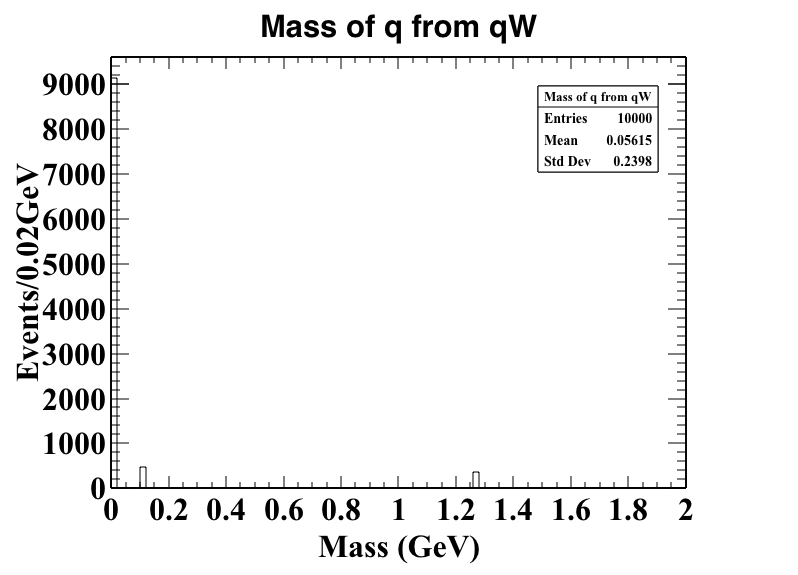 Mass of q from qW
Events/0.02GeV
9000
8000
7000
6000
5000
4000
3000
2000
1000
0
Mass of q from qW
Entries 10000
Mean 0.05615
Std Dev 0.2398
0 0.2 0.4 0.6 0.8 1 1.2 1.4 1.6 1.8 2
Mass (GeV)